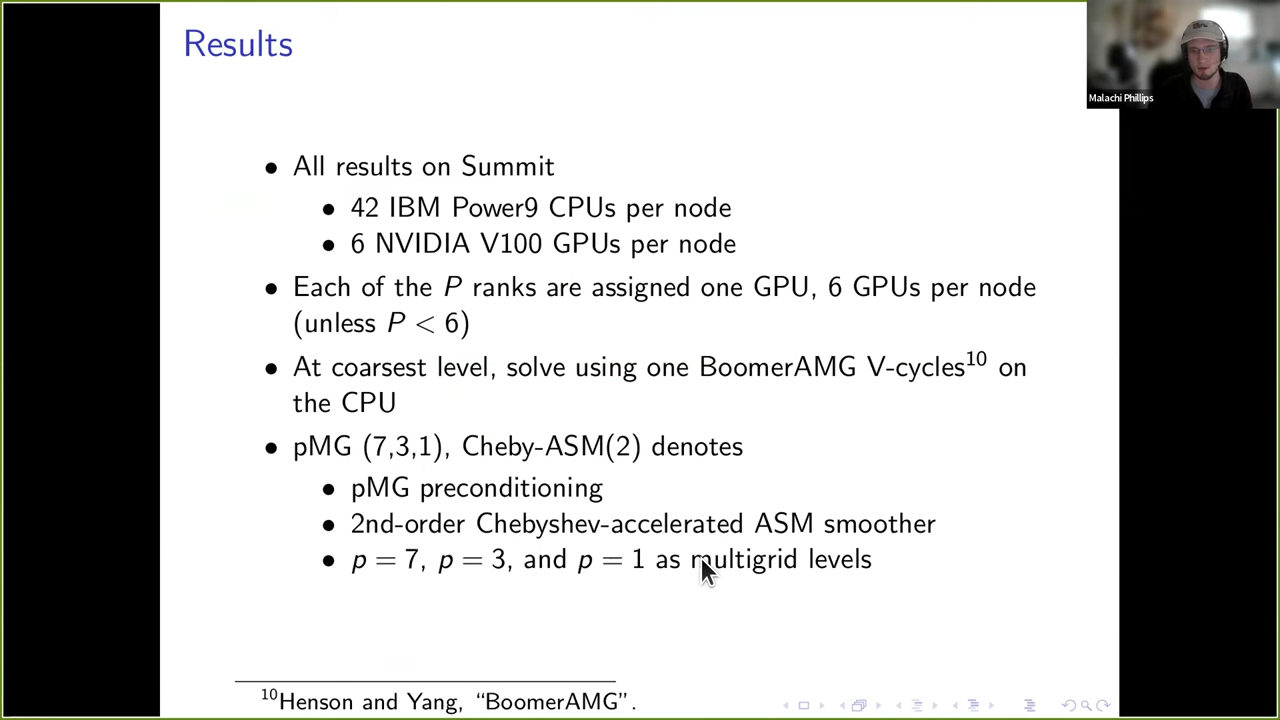 Results
Malachi Phillips
• All results on Summit
• 42 IBM Power9 CPUs per node
• 6 NVIDIA V100 GPUs per node
• Each of the P ranks are assigned one GPU, 6 GPUs per node
(unless P < 6)
• At coarsest level, solve using one BoomerAMG V-cycles¹⁰ on
the CPU
• pMG (7,3,1), Cheby-ASM(2) denotes
• pMG preconditioning
• 2nd-order Chebyshev-accelerated ASM smoother
• p = 7, p = 3, and p = 1 as multigrid levels
¹⁰Henson and Yang, “BoomerAMG”.